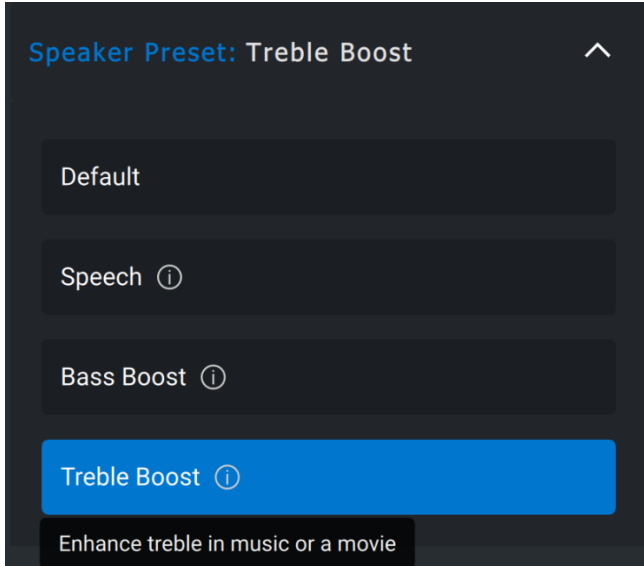 Speaker Preset: Treble Boost
Default
Speech
Bass Boost
Treble Boost
Enhance treble in music or a movie